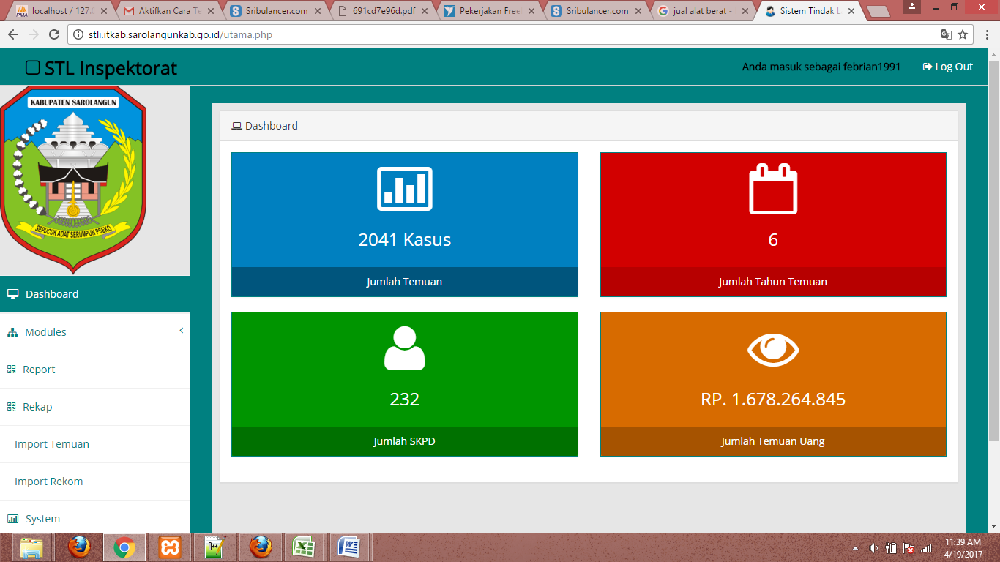 localhost / 127.0
Aktifkan Cara Te
Sribulancer.com
691cd7e96d.pdf
Pekerjakan Free
Sribulancer.com
jual alat berat -
Sistem Tindak L
stli.itkab.sarolangunkab.go.id/utama.php
STL Inspektorat
Anda masuk sebagai febrian1991
Log Out
KABUPATEN SAROLANGUN
SEPUCUK ADAT SERUMPUN PSEKO
Dashboard
Modules
Report
Rekap
Import Temuan
Import Rekom
System
Dashboard
2041 Kasus
Jumlah Temuan
6
Jumlah Tahun Temuan
232
Jumlah SKPD
RP. 1.678.264.845
Jumlah Temuan Uang
11:39 AM
4/19/2017